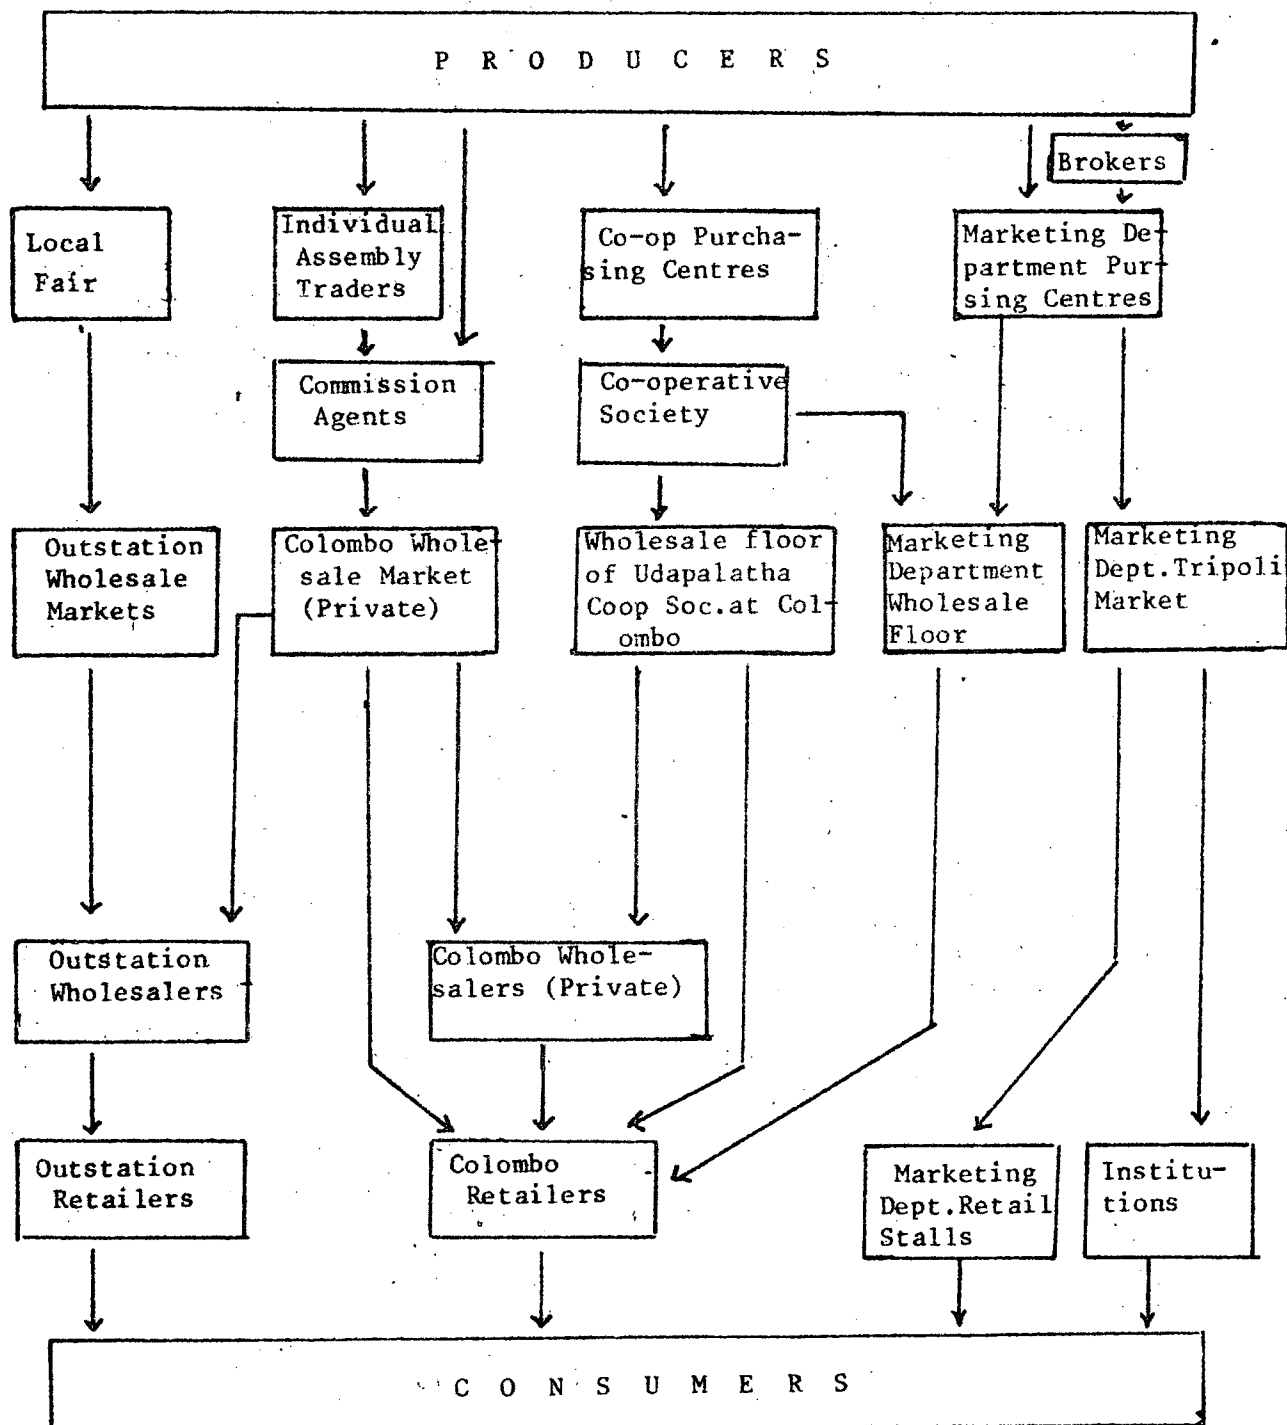 P R O D U C E R S
Brokers
Local
Fair
Individual
Assembly
Traders
Co-op Purcha-
sing Centres
Marketing De-
partment Pur-
sing Centres
Commission
Agents
Co-operative
Society
Outstation
Wholesale
Markets
Colombo Whole-
sale Market
(Private)
Wholesale floor
of Udapalatha
Coop Soc.at Col-
ombo
Marketing
Department
Wholesale
Floor
Marketing
Dept.Tripoli
Market
Outstation
Wholesalers
Colombo Whole-
salers (Private)
Outstation
Retailers
Colombo
Retailers
Marketing
Dept.Retail
Stalls
Institu-
tions
C O N S U M E R S